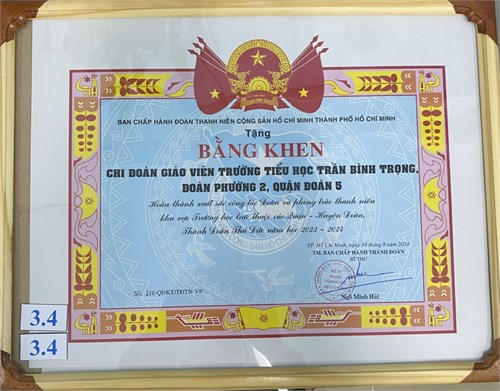 BAN CHẤP HÀNH ĐOÀN THANH NIÊN CỘNG SẢN HỒ CHÍ MINH THÀNH PHỐ HỒ CHÍ MINH
Tặng
BẰNG KHEN
CHI ĐOÀN GIÁO VIÊN TRƯỜNG TIỂU HỌC TRẦN BÌNH TRỌNG,
ĐOÀN PHƯỜNG 2, QUẬN ĐOÀN 5
Hoàn thành xuất sắc công tác Đoàn và phong trào thanh niên
khu vực Trường học trực thuộc các Quận - Huyện Đoàn,
Thành Đoàn Thủ Đức năm học 2023 - 2024
TP. Hồ Chí Minh, ngày 30 tháng 8 năm 2024
TM. BAN CHẤP HÀNH THÀNH ĐOÀN
BÍ THƯ
Số: 216-QĐKT/TĐTN-VP
Ngô Minh Hải
3.4
3.4